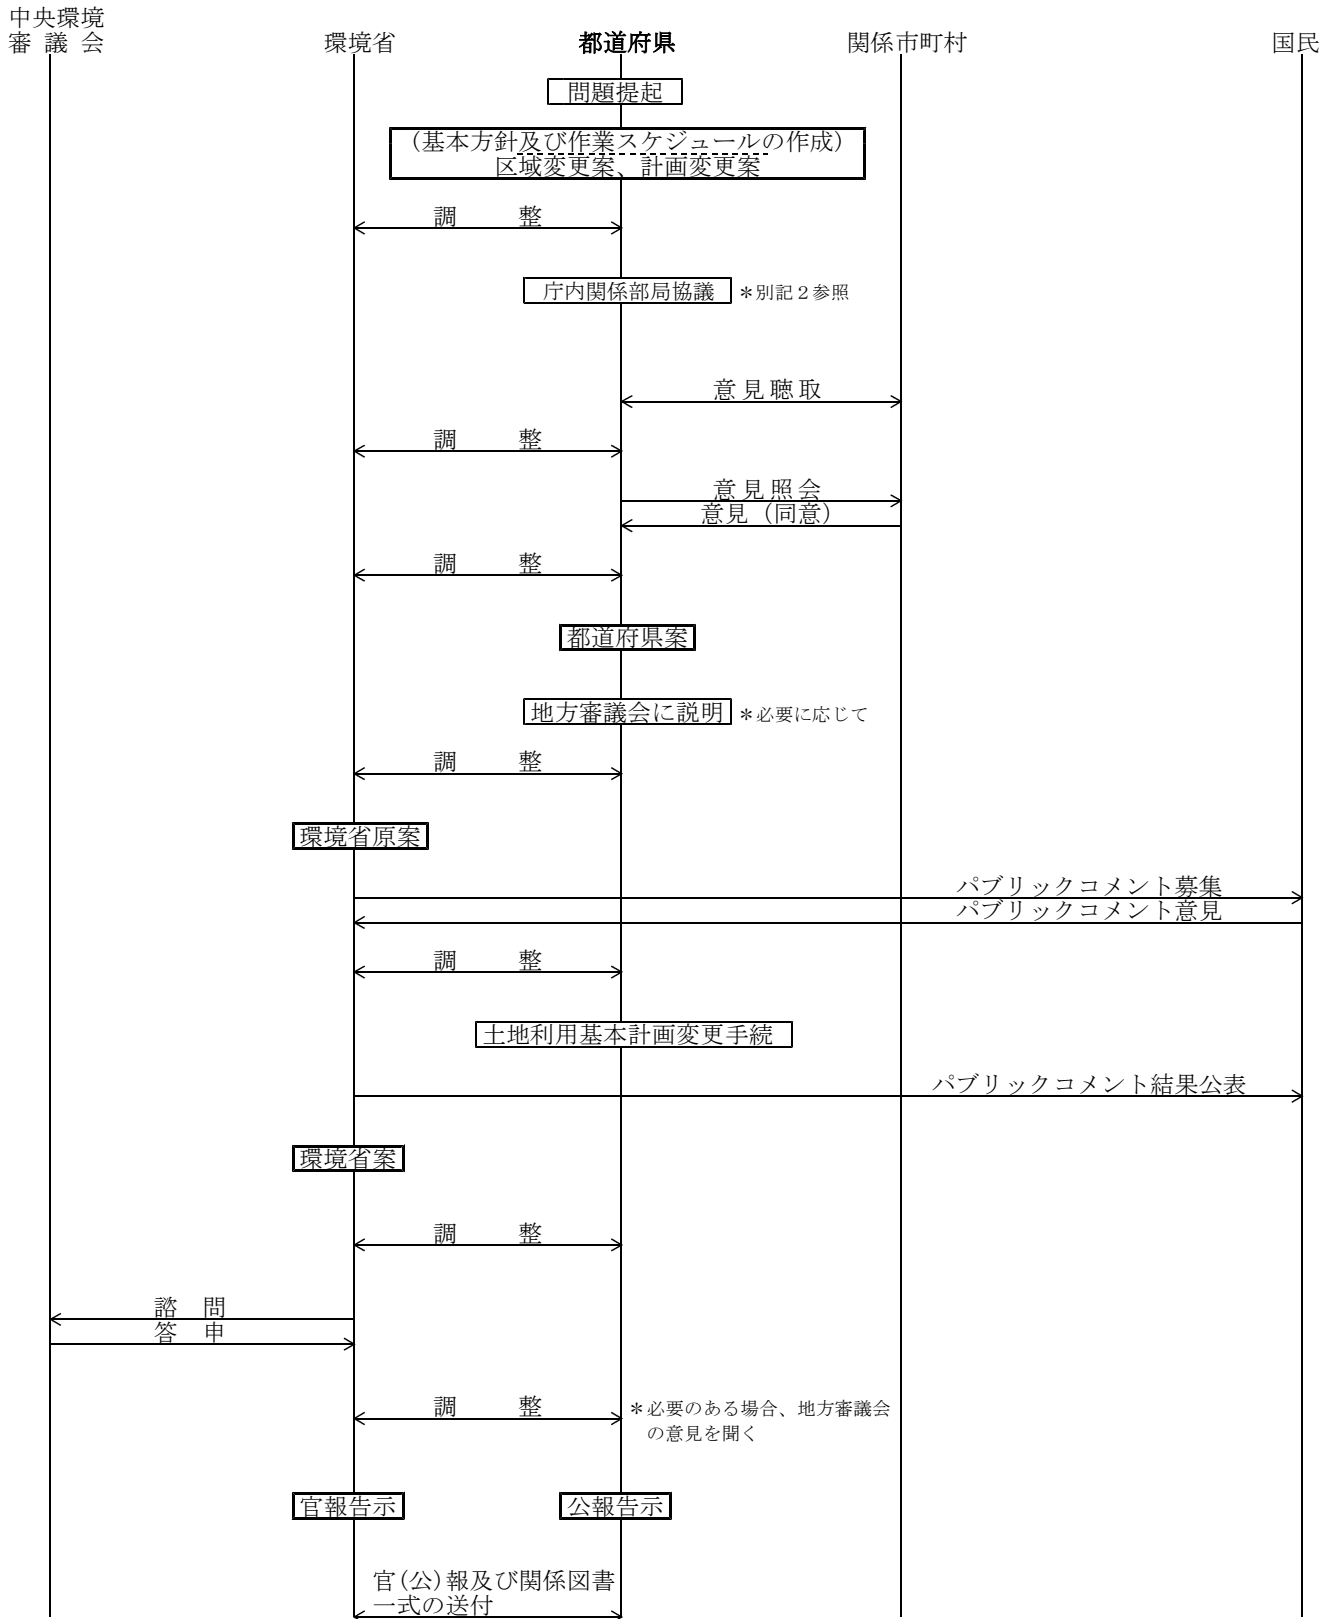 中央環境
審議会
環境省
都道府県
関係市町村
国民
問題提起
（基本方針及び作業スケジュールの作成）
区域変更案、計画変更案
調　整
庁内関係部局協議
＊別記２参照
意見聴取
調　整
意見照会
意見（同意）
調　整
都道府県案
地方審議会に説明
＊必要に応じて
調　整
環境省原案
パブリックコメント募集
パブリックコメント意見
調　整
土地利用基本計画変更手続
パブリックコメント結果公表
環境省案
調　整
諮　問
答　申
調　整
＊必要のある場合、地方審議会
の意見を聞く
官報告示
公報告示
官(公)報及び関係図書
一式の送付